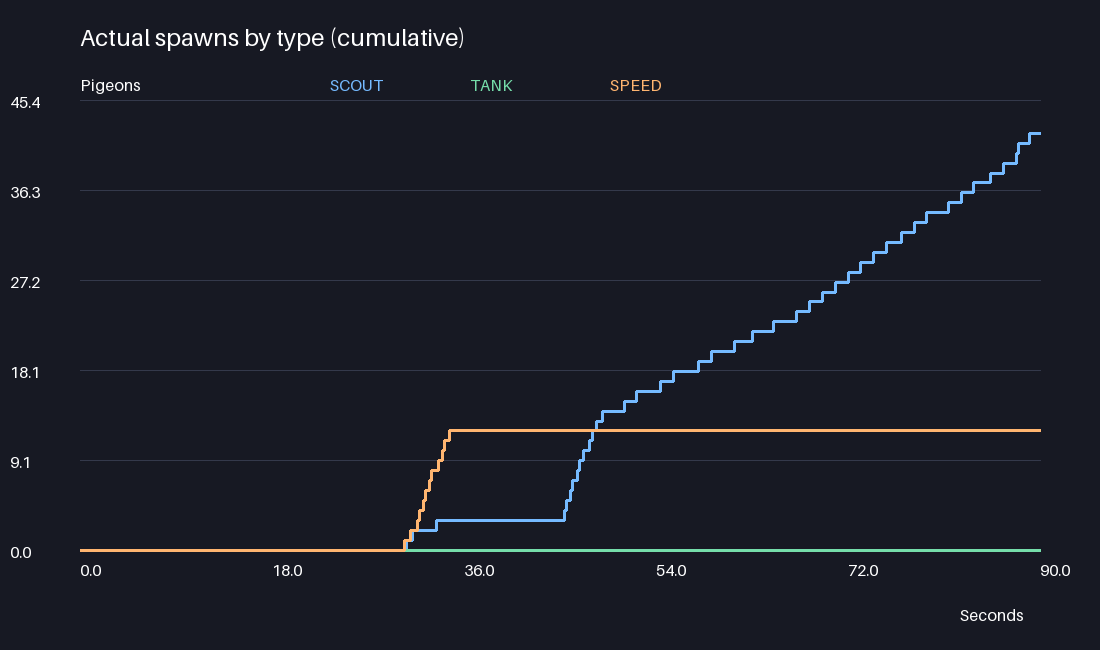 Actual spawns by type (cumulative)
Pigeons SCOUT TANK SPEED
45.4
36.3
27.2
18.1
9.1
0.0
0.0 18.0 36.0 54.0 72.0 90.0
Seconds